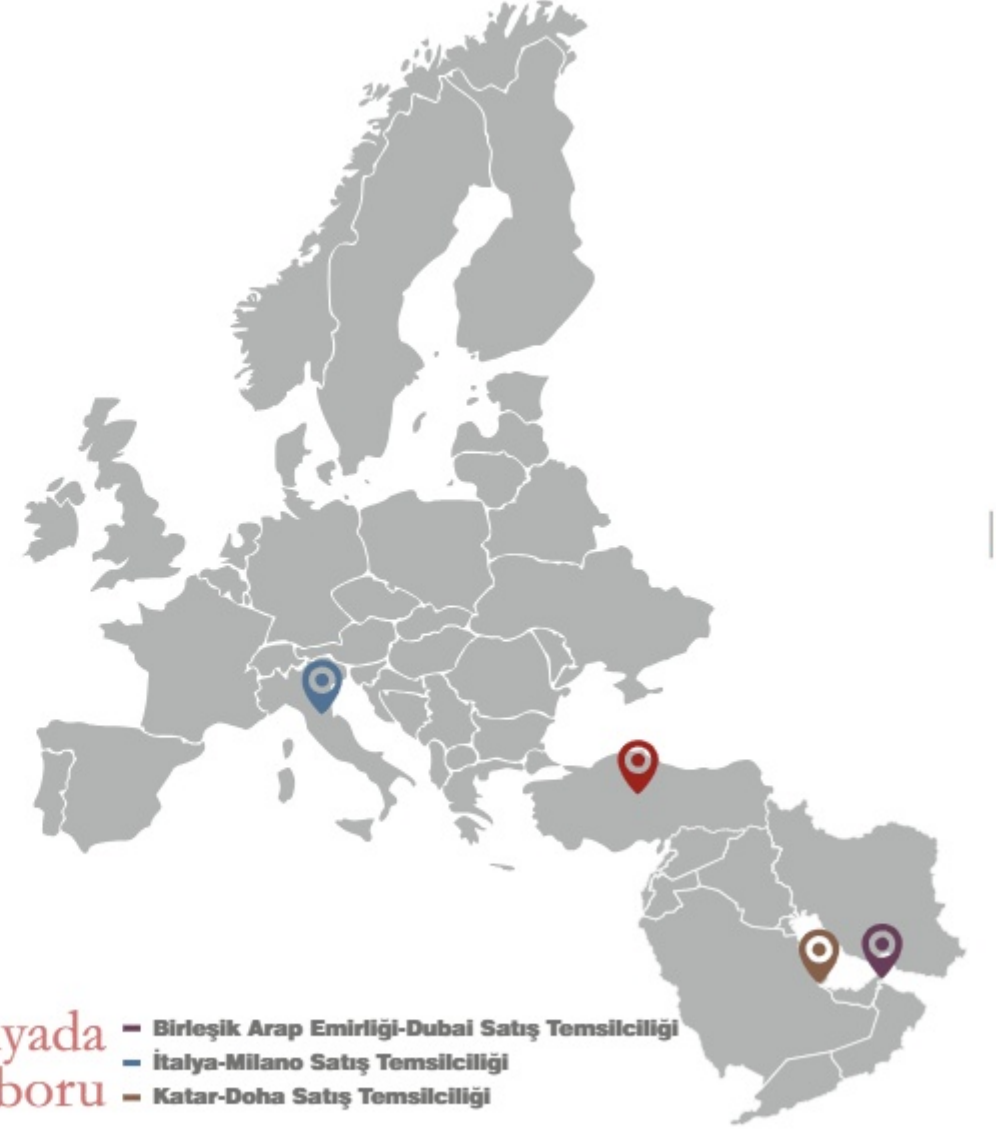 yada
boru
Birleşik Arap Emirliği-Dubai Satış Temsilciliği
İtalya-Milano Satış Temsilciliği
Katar-Doha Satış Temsilciliği